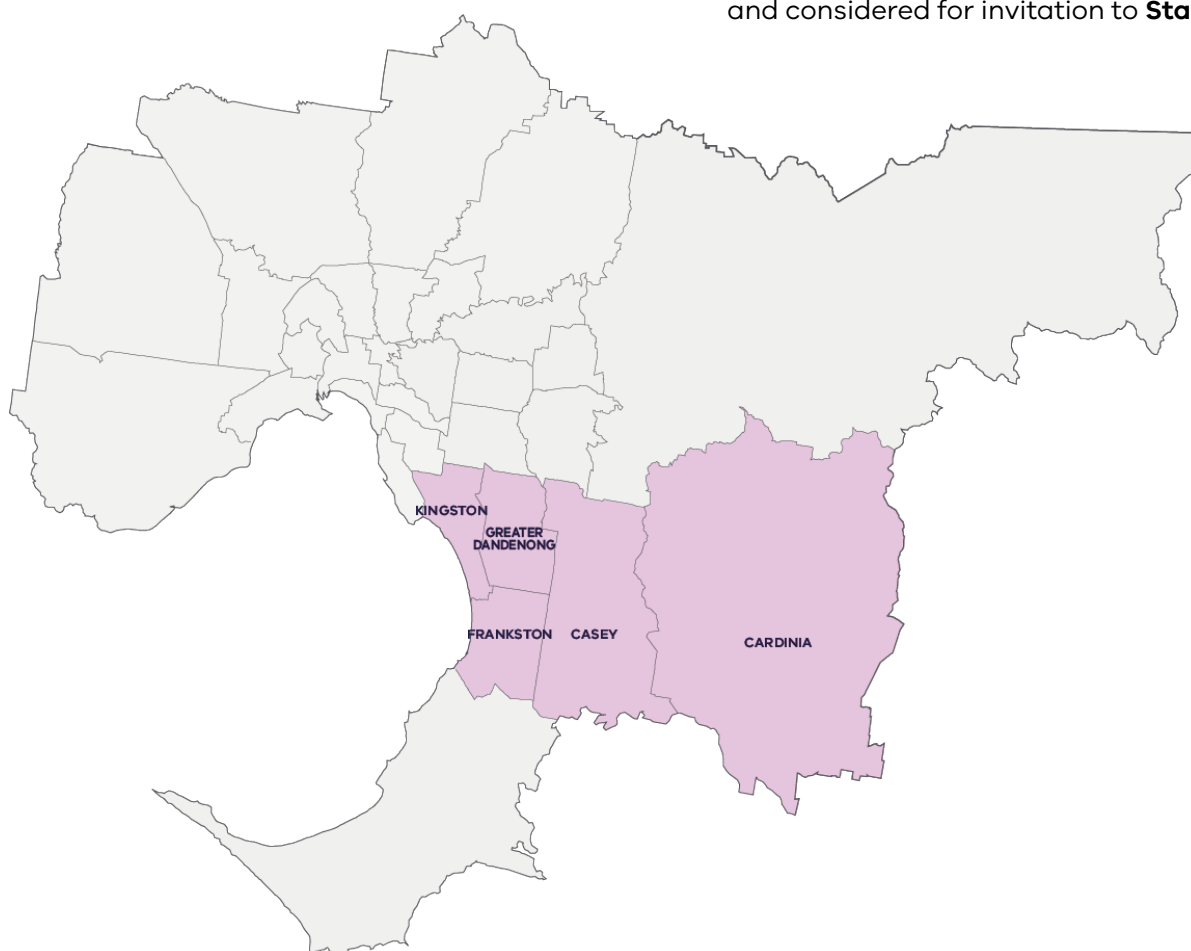 and considered for invitation to Sta
KINGSTON
GREATER
DANDENONG
FRANKSTON
CASEY
CARDINIA